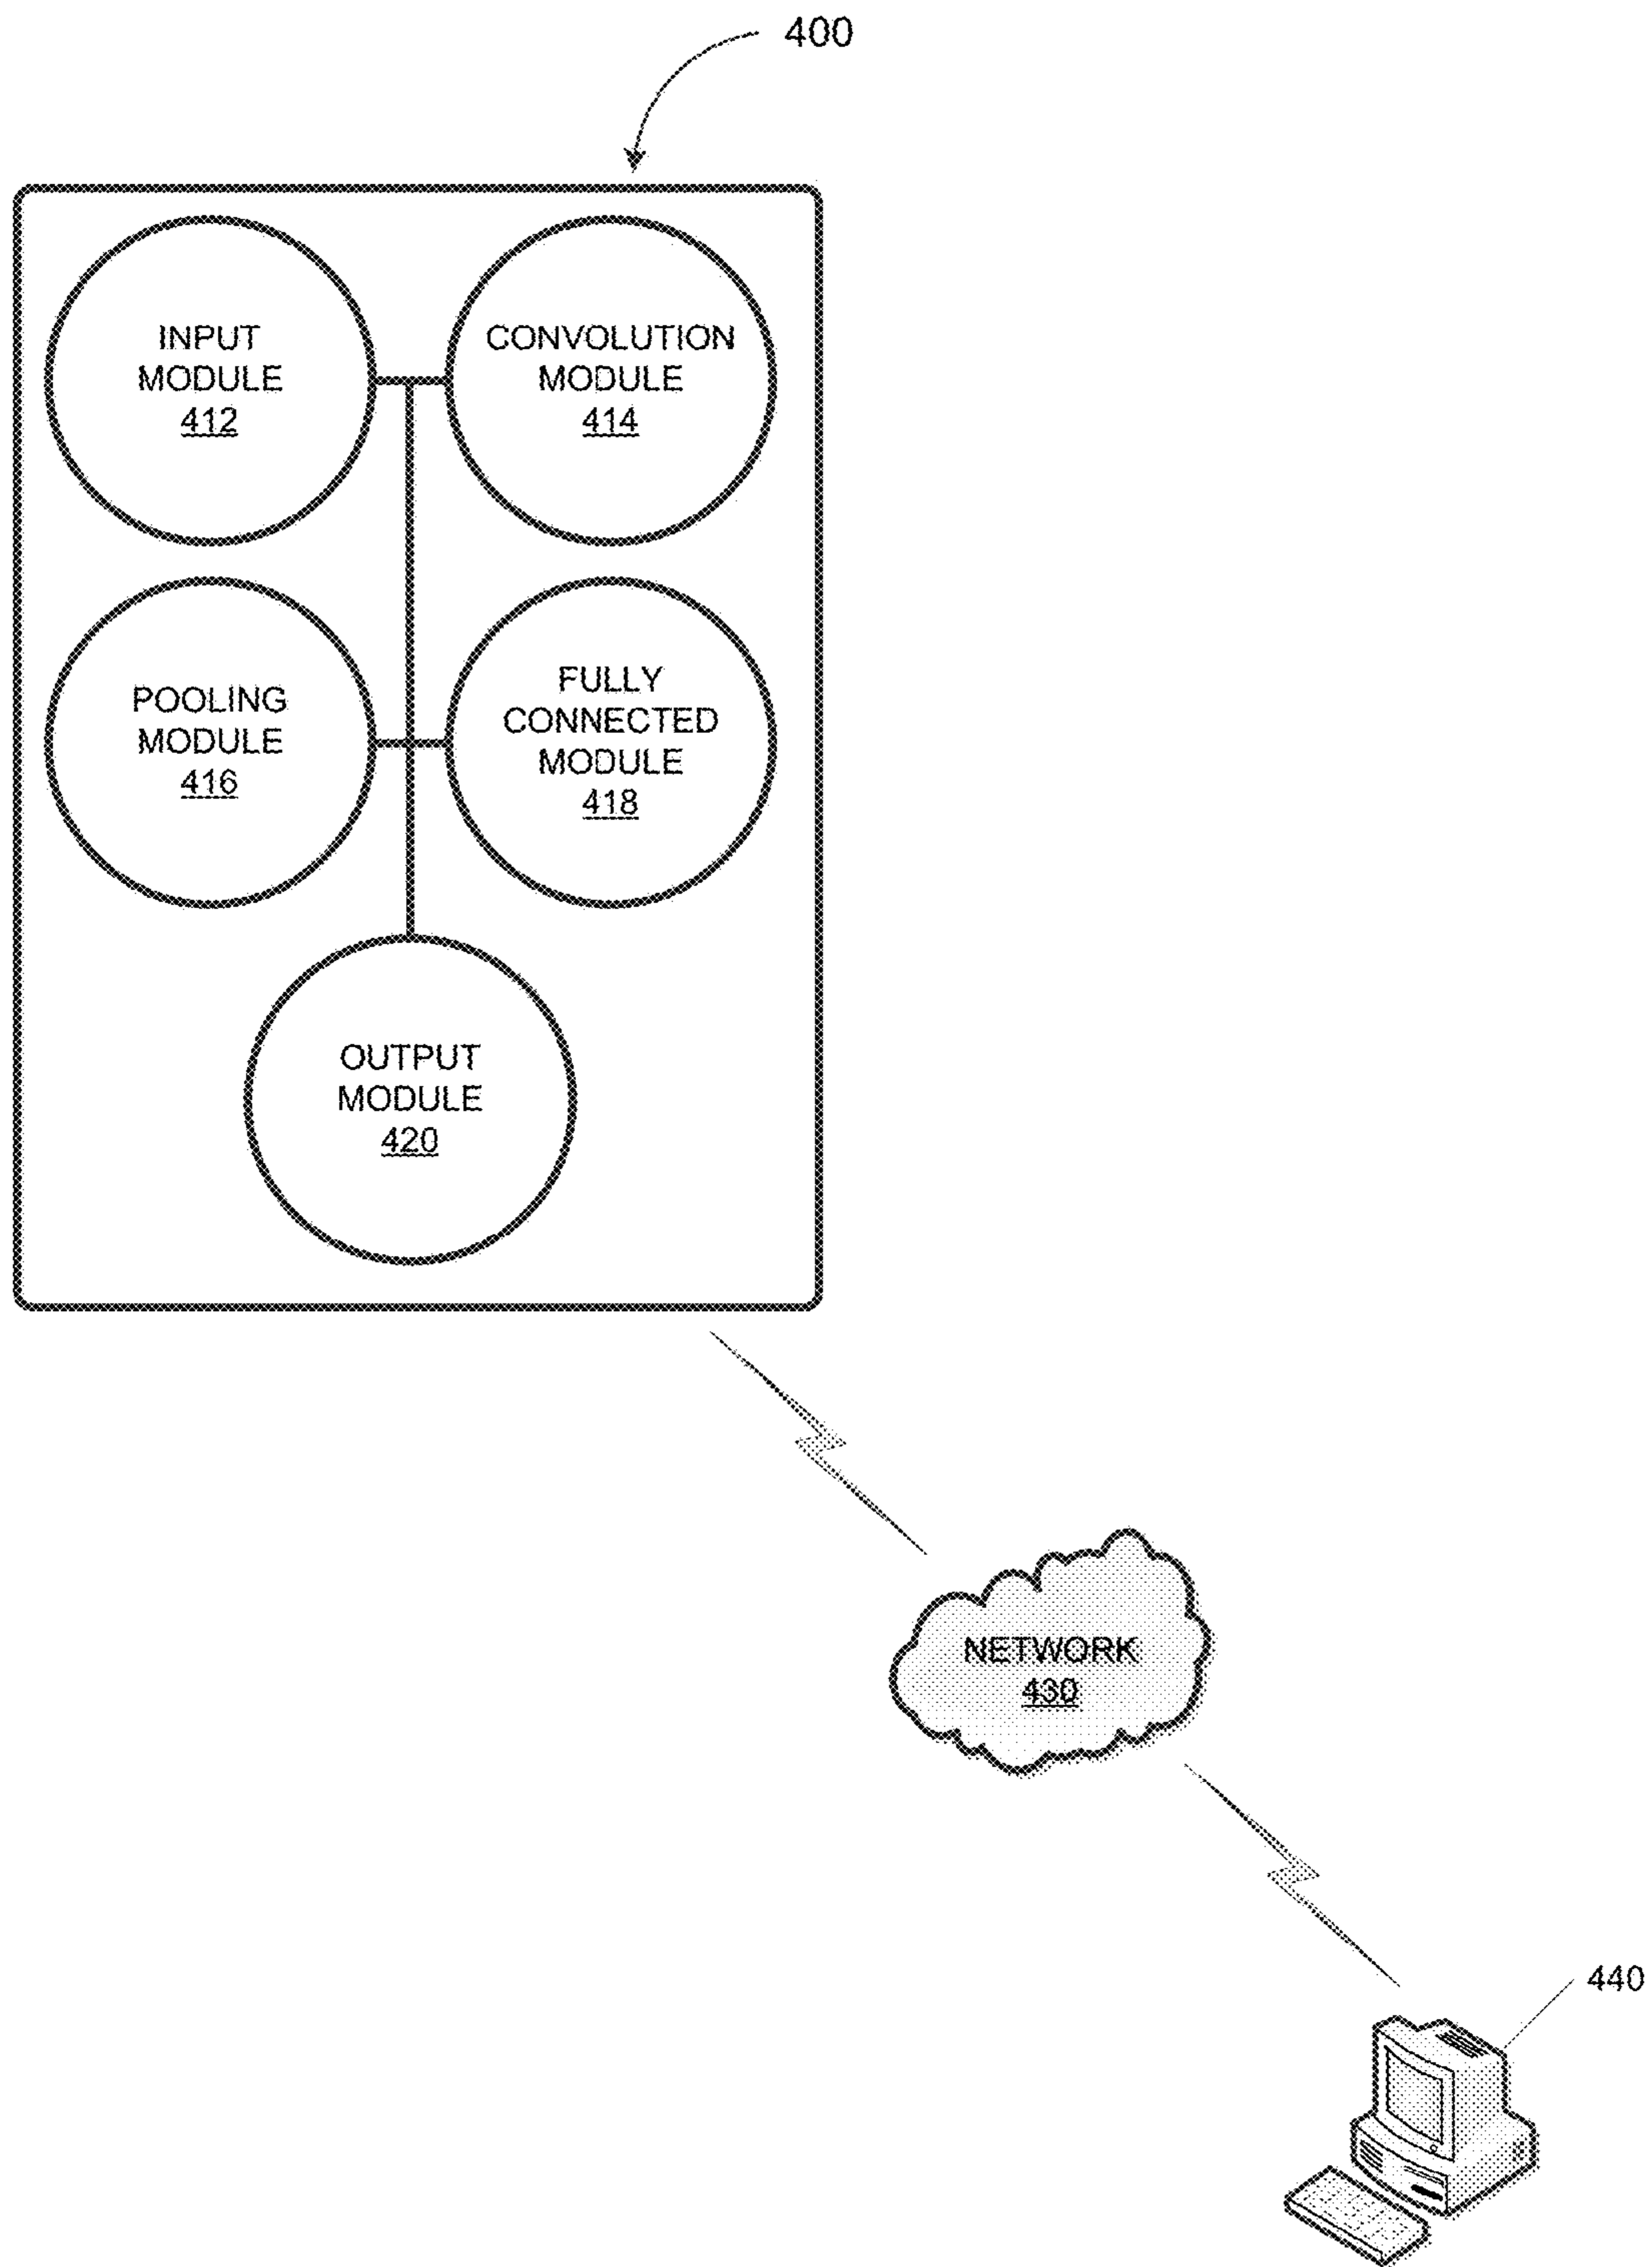 400
INPUT
MODULE
412
CONVOLUTION
MODULE
414
POOLING
MODULE
416
FULLY
CONNECTED
MODULE
418
OUTPUT
MODULE
420
NETWORK
430
440